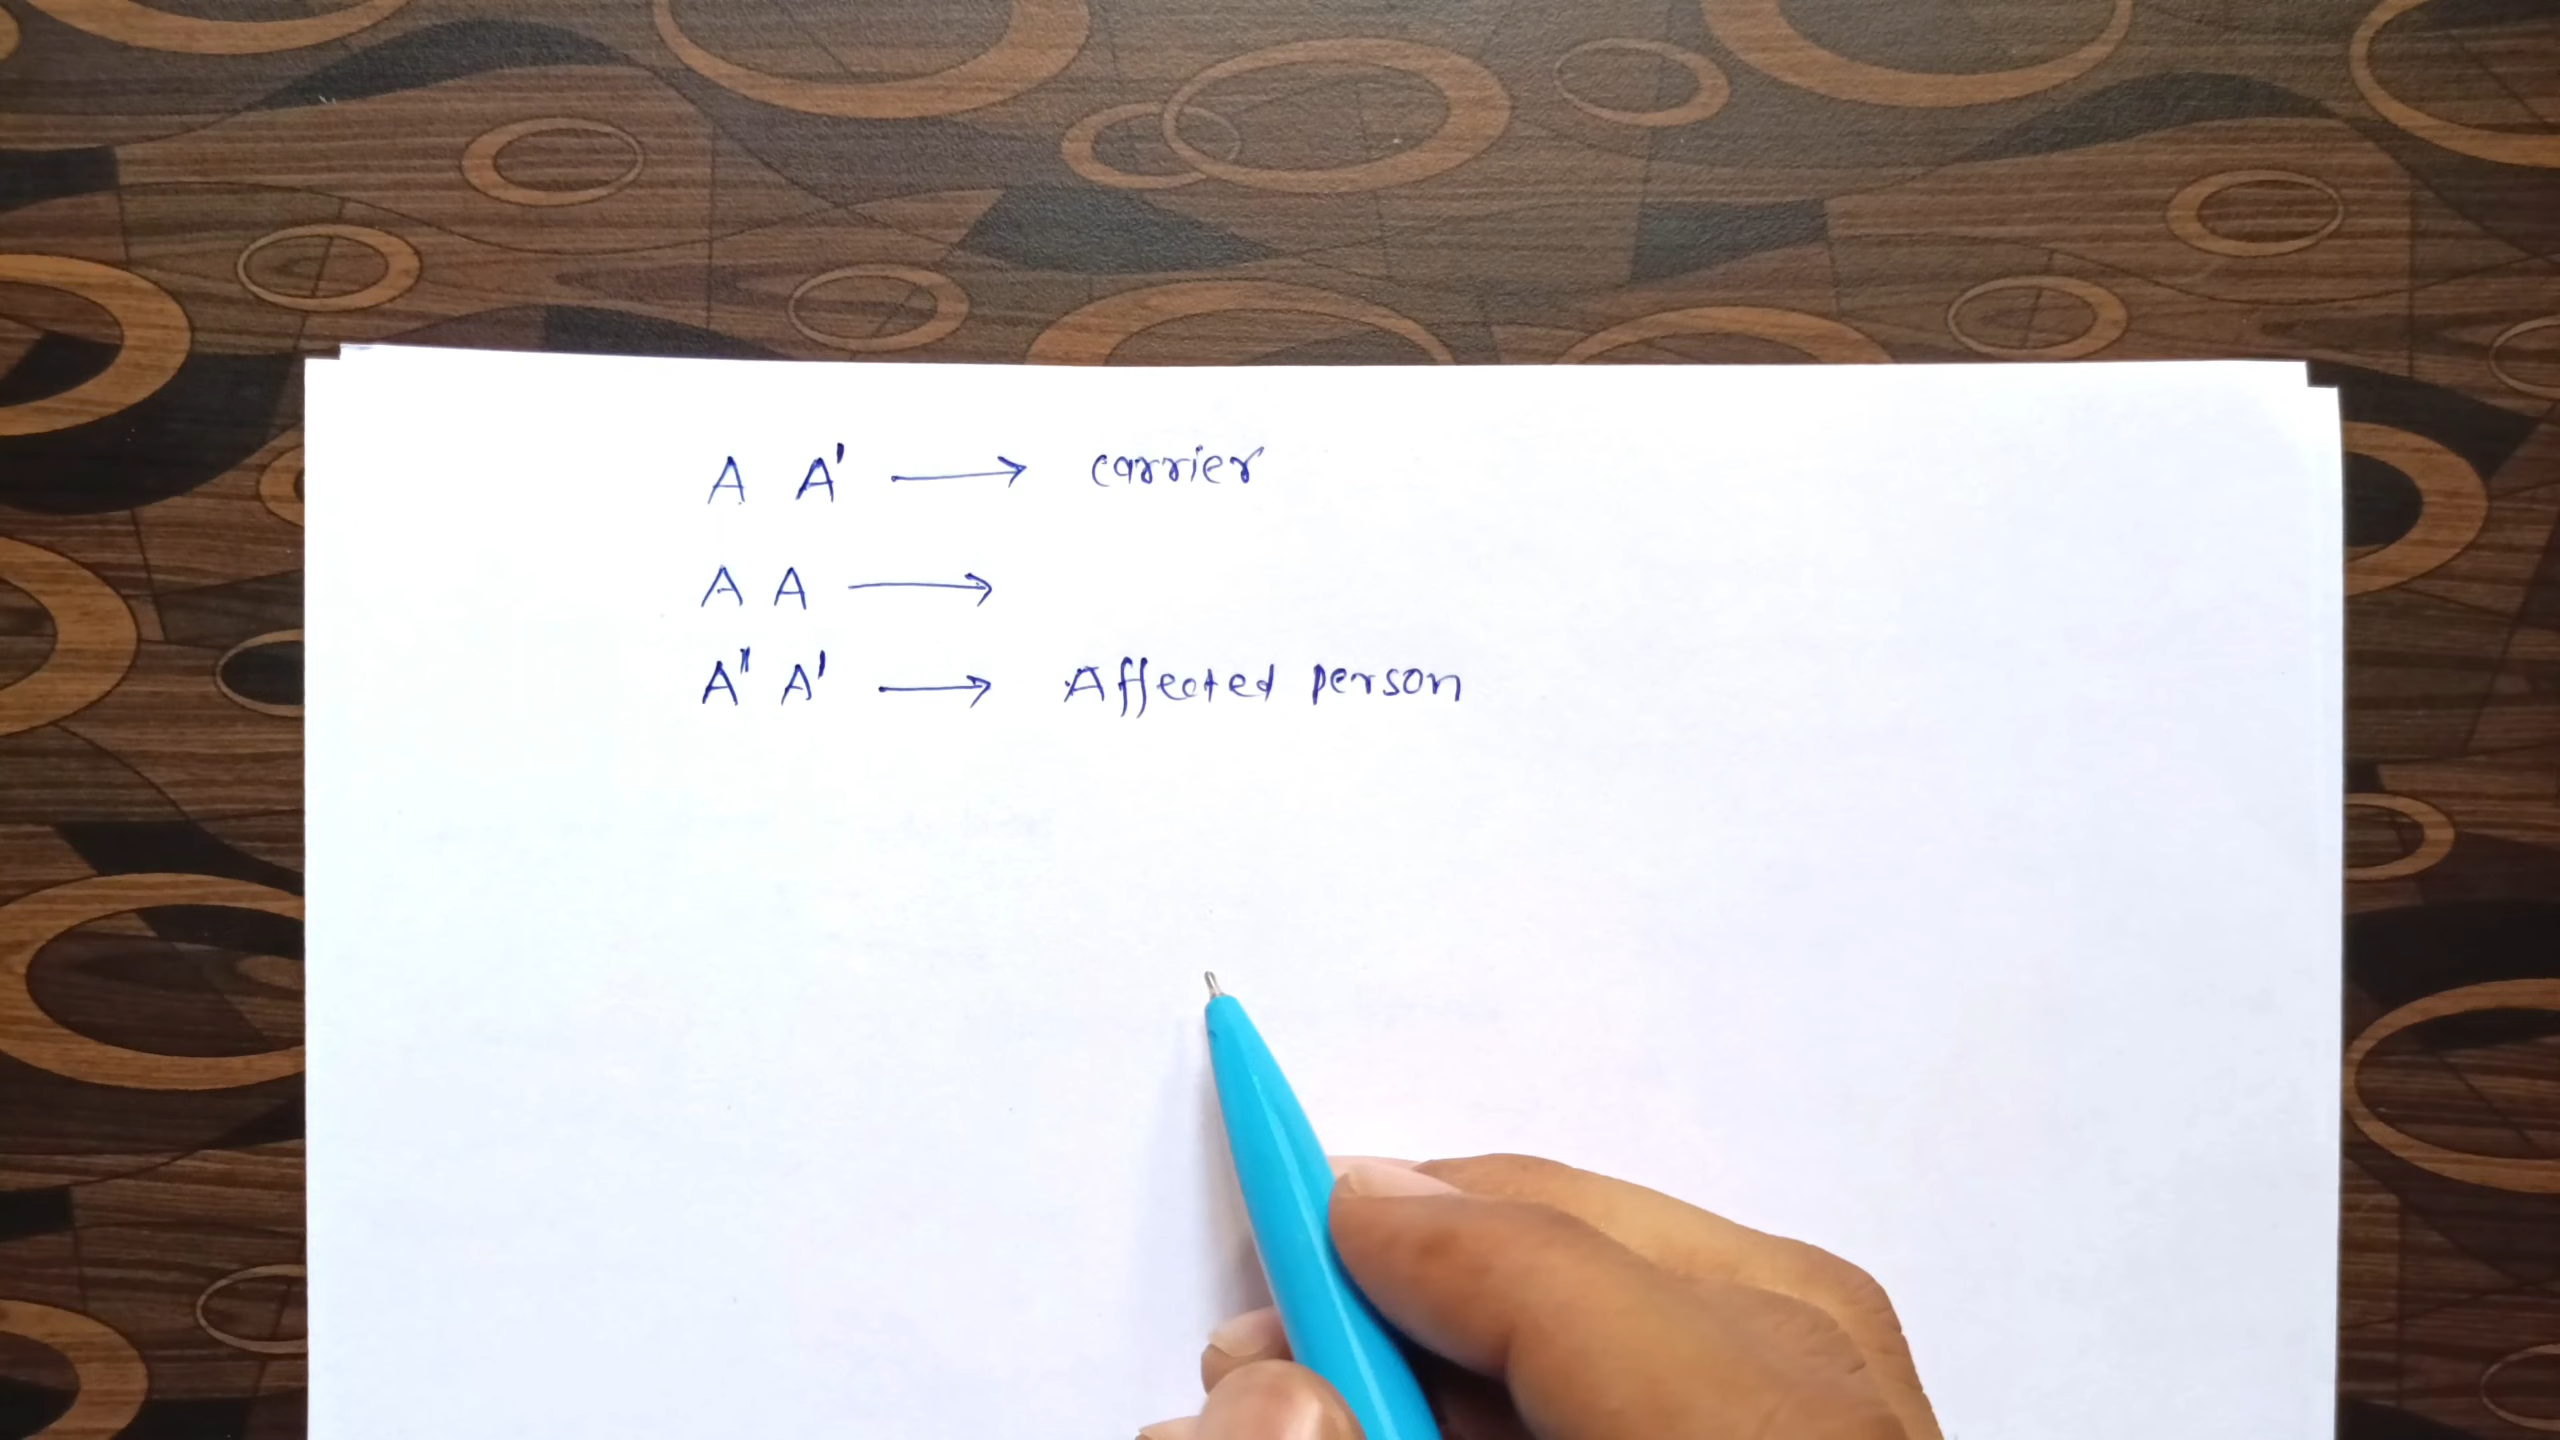 A A' → carrier
A A →
A" A' → Affected person